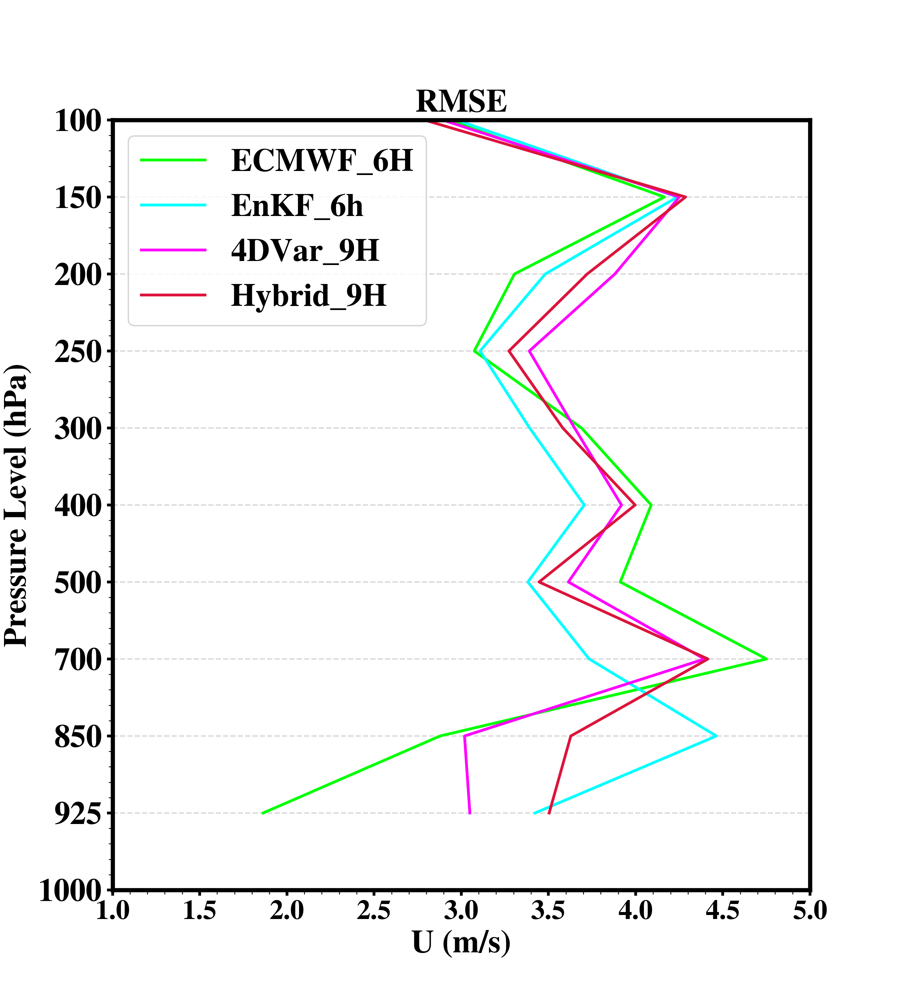 RMSE
100
150
200
250
300
400
500
700
850
925
1000
Pressure Level (hPa)
ECMWF_6H
EnKF_6h
4DVar_9H
Hybrid_9H
1.0 1.5 2.0 2.5 3.0 3.5 4.0 4.5 5.0
U (m/s)